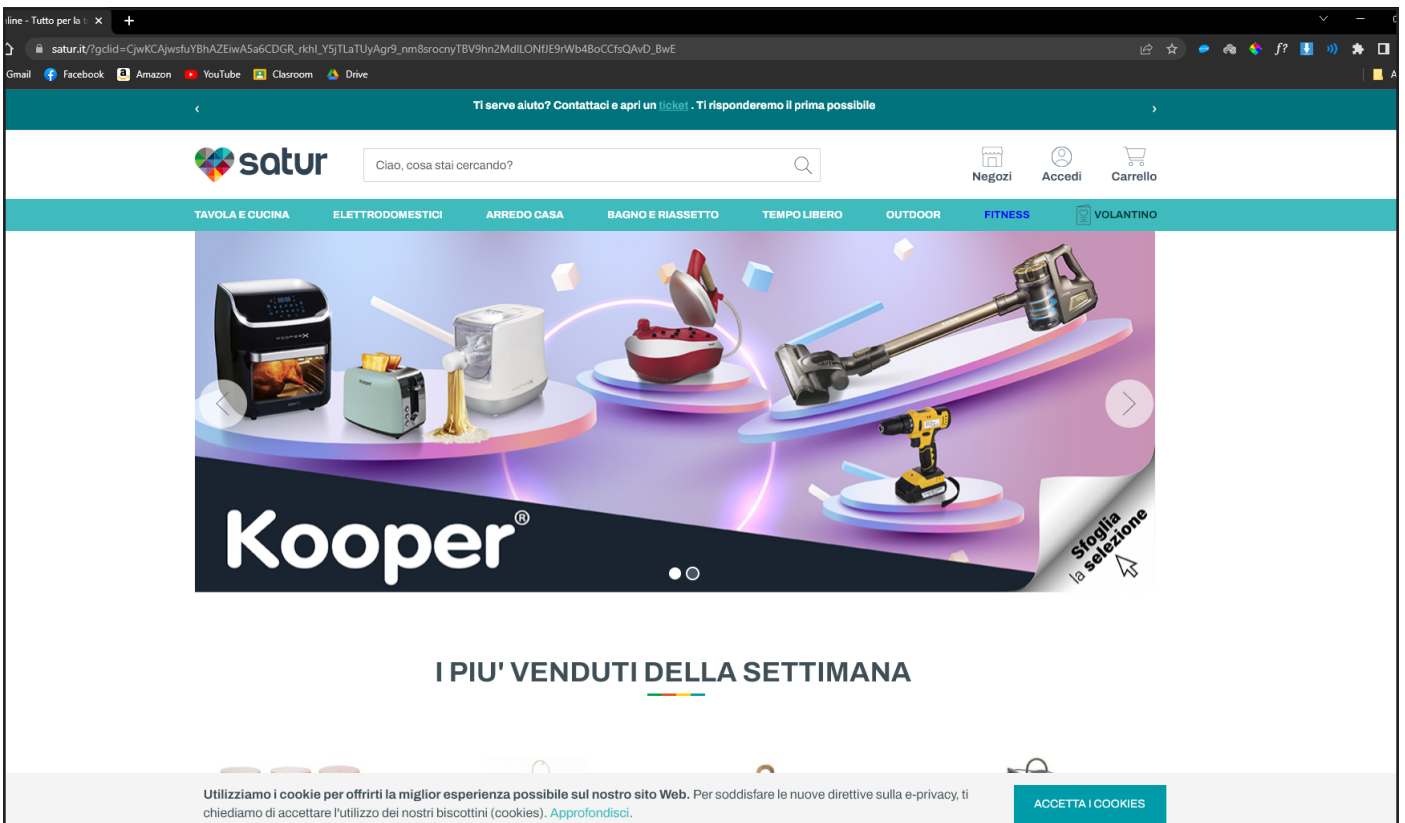 line - Tutto per la t
satur.it/?gclid=CjwKCAjwsfuYBhAZEiwA5a6CDGR_rkhI_Y5jTLaTUyAgr9_nm8srocnyTBV9hn2MdILONfJE9rWb4BoCCfsQAvD_BwE
Gmail Facebook Amazon YouTube Clasroom Drive
Ti serve aiuto? Contattaci e apri un ticket . Ti risponderemo il prima possibile
satur
Ciao, cosa stai cercando?
Negozi Accedi Carrello
TAVOLA E CUCINA ELETTRODOMESTICI ARREDO CASA BAGNO E RIASSETTO TEMPO LIBERO OUTDOOR FITNESS VOLANTINO
KOOPERX
Kooper
Kooper®
Sfoglia
la selezione
I PIU' VENDUTI DELLA SETTIMANA
Utilizziamo i cookie per offrirti la miglior esperienza possibile sul nostro sito Web. Per soddisfare le nuove direttive sulla e-privacy, ti
chiediamo di accettare l'utilizzo dei nostri biscottini (cookies). Approfondisci.
ACCETTA I COOKIES